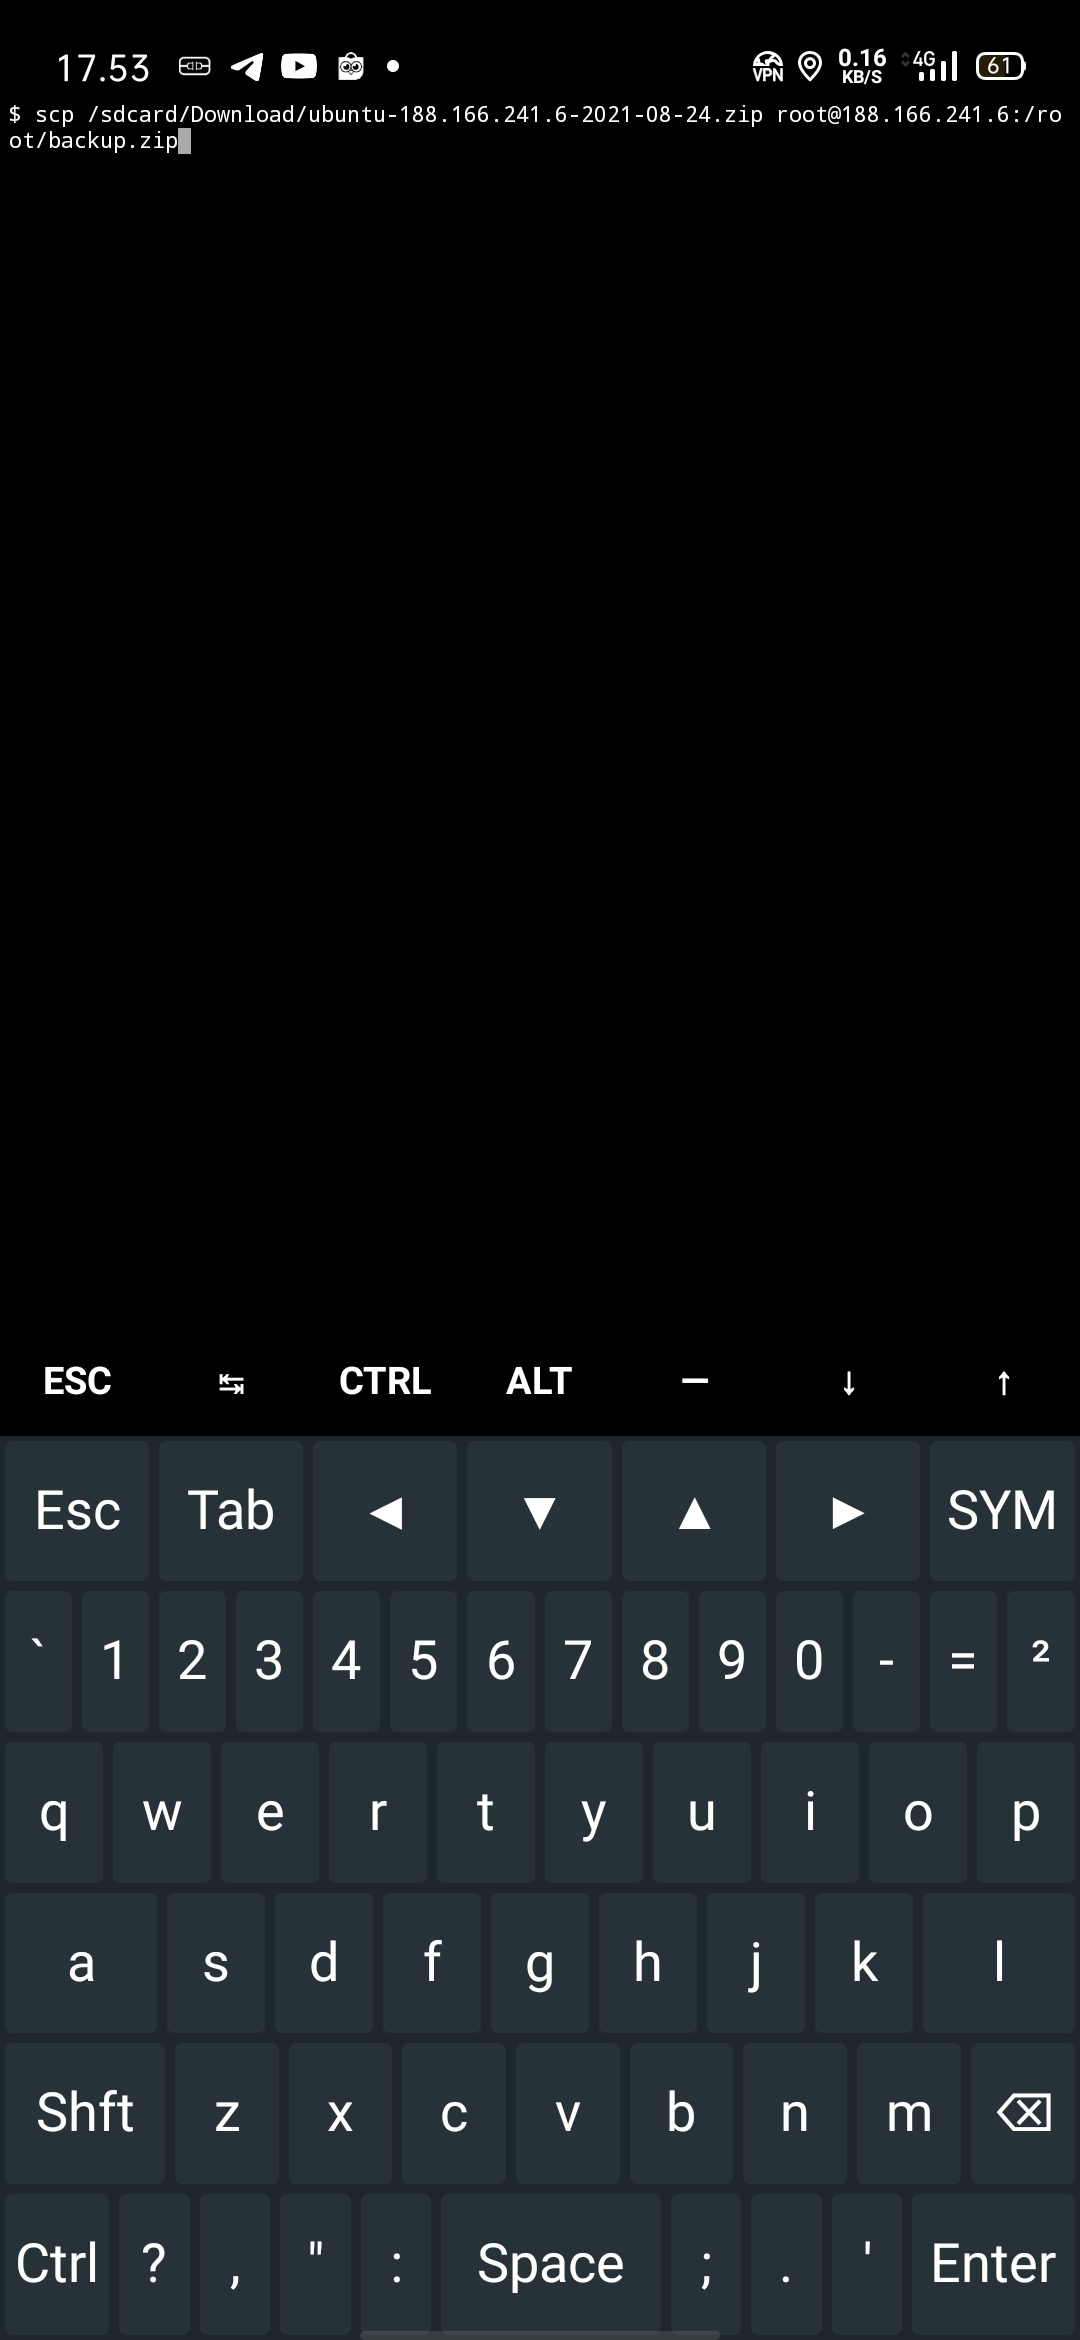 17.53
VPN
0.16
KB/S
4G
61
$ scp /sdcard/Download/ubuntu-188.166.241.6-2021-08-24.zip root@188.166.241.6:/ro
ot/backup.zip
ESC ↹ CTRL ALT — ↓ ↑
Esc Tab ◀ ▼ ▲ ▶ SYM
` 1 2 3 4 5 6 7 8 9 0 - = ²
q w e r t y u i o p
a s d f g h j k l
Shft z x c v b n m ⌫
Ctrl ? , " : Space ; . ' Enter